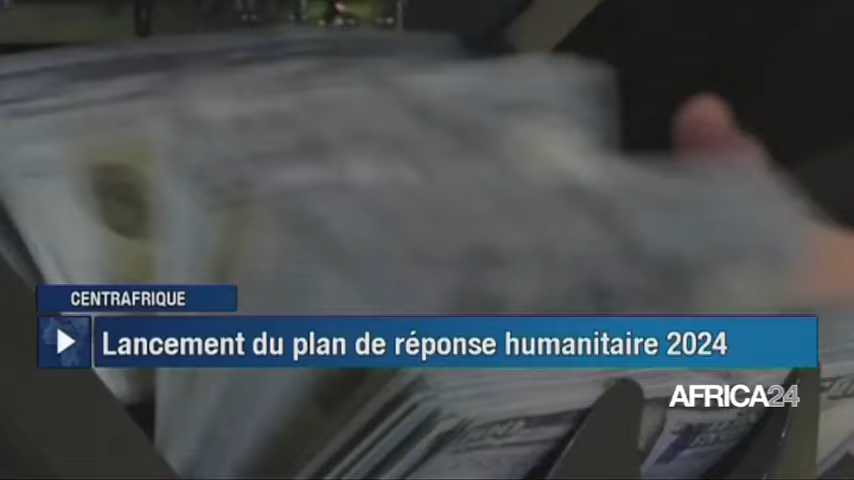 CENTRAFRIQUE
Lancement du plan de réponse humanitaire 2024
AFRICA24